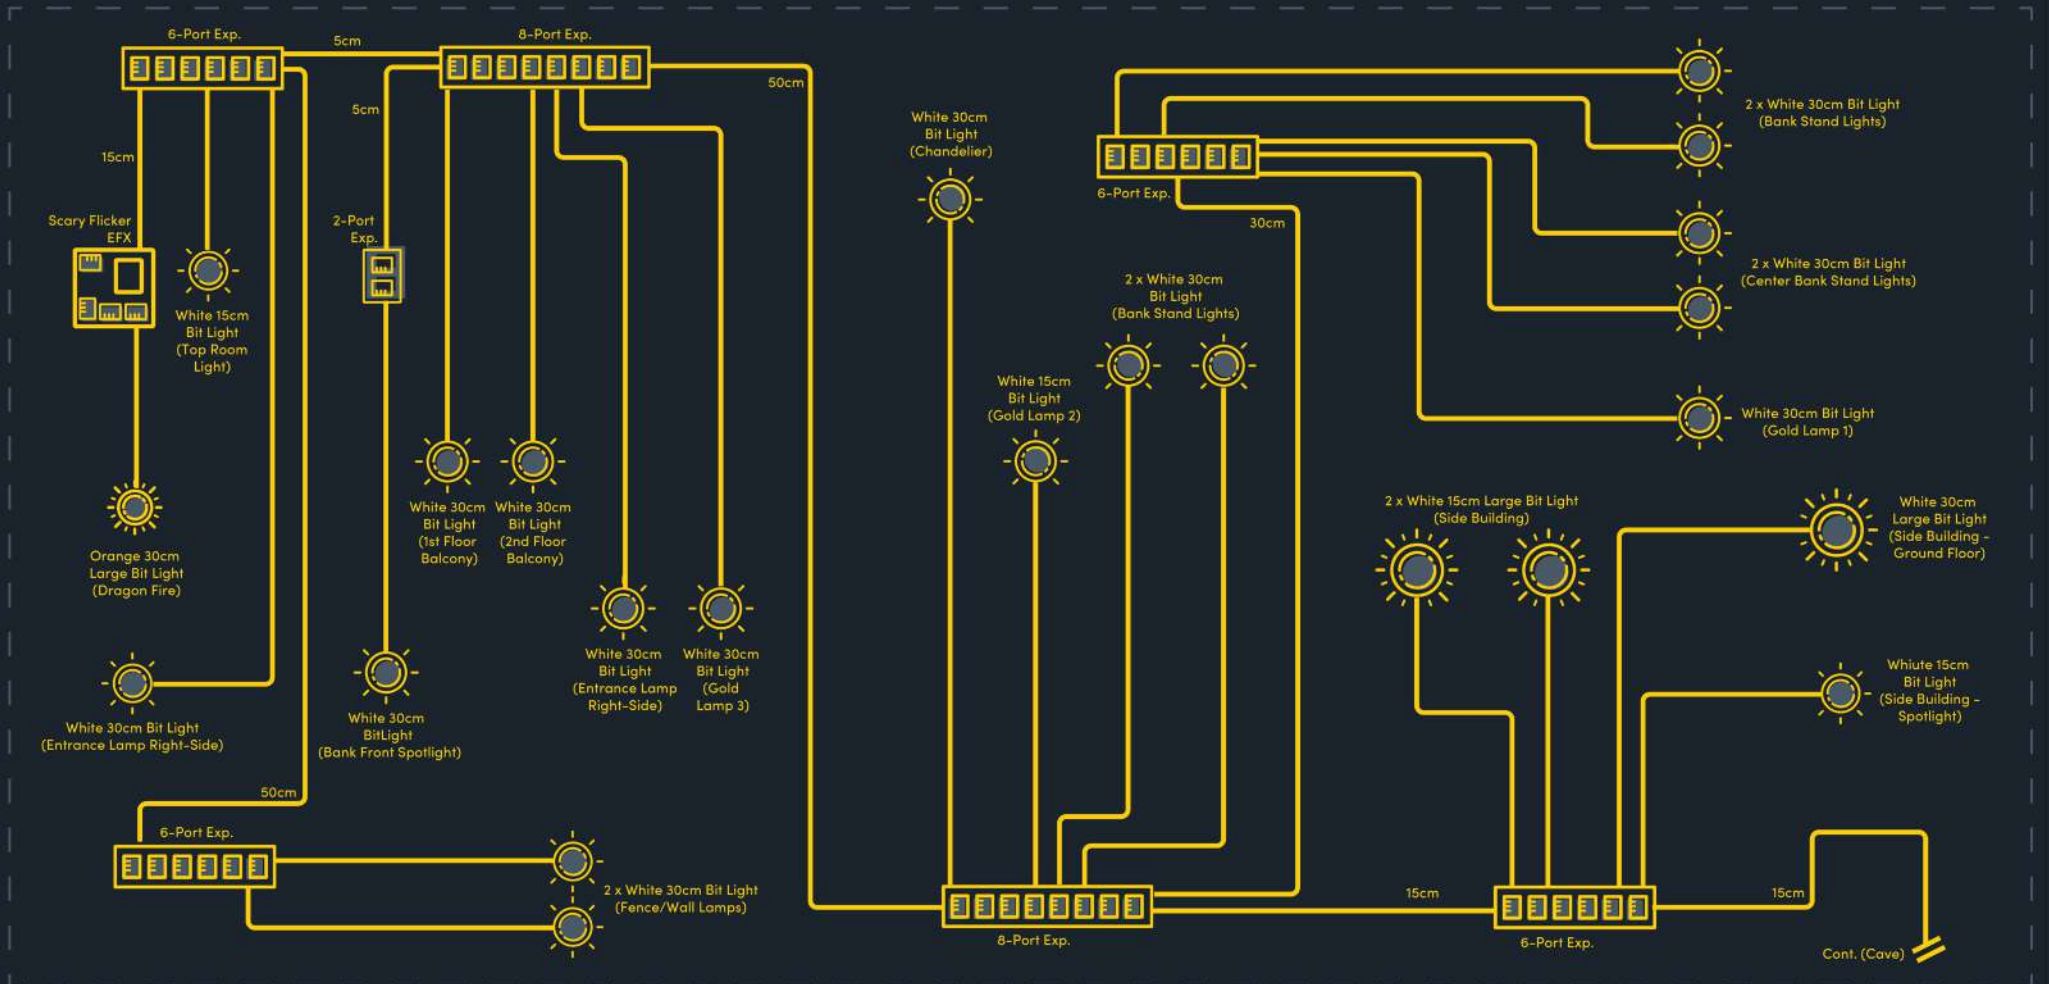 6-Port Exp.
5cm
8-Port Exp.
50cm
5cm
15cm
Scary Flicker
EFX
2-Port
Exp.
White 15cm
Bit Light
(Top Room
Light)
White 30cm
Bit Light
(1st Floor
Balcony)
White 30cm
Bit Light
(2nd Floor
Balcony)
Orange 30cm
Large Bit Light
(Dragon Fire)
White 30cm
Bit Light
(Entrance Lamp
Right-Side)
White 30cm
Bit Light
(Gold
Lamp 3)
White 30cm Bit Light
(Entrance Lamp Right-Side)
White 30cm
BitLight
(Bank Front Spotlight)
50cm
6-Port Exp.
2 x White 30cm Bit Light
(Fence/Wall Lamps)
White 30cm
Bit Light
(Chandelier)
6-Port Exp.
30cm
2 x White 30cm Bit Light
(Bank Stand Lights)
2 x White 30cm Bit Light
(Center Bank Stand Lights)
White 30cm Bit Light
(Gold Lamp 1)
2 x White 30cm
Bit Light
(Bank Stand Lights)
White 15cm
Bit Light
(Gold Lamp 2)
2 x White 15cm Large Bit Light
(Side Building)
White 30cm
Large Bit Light
(Side Building -
Ground Floor)
Whiute 15cm
Bit Light
(Side Building -
Spotlight)
15cm
15cm
8-Port Exp.
6-Port Exp.
Cont. (Cave)